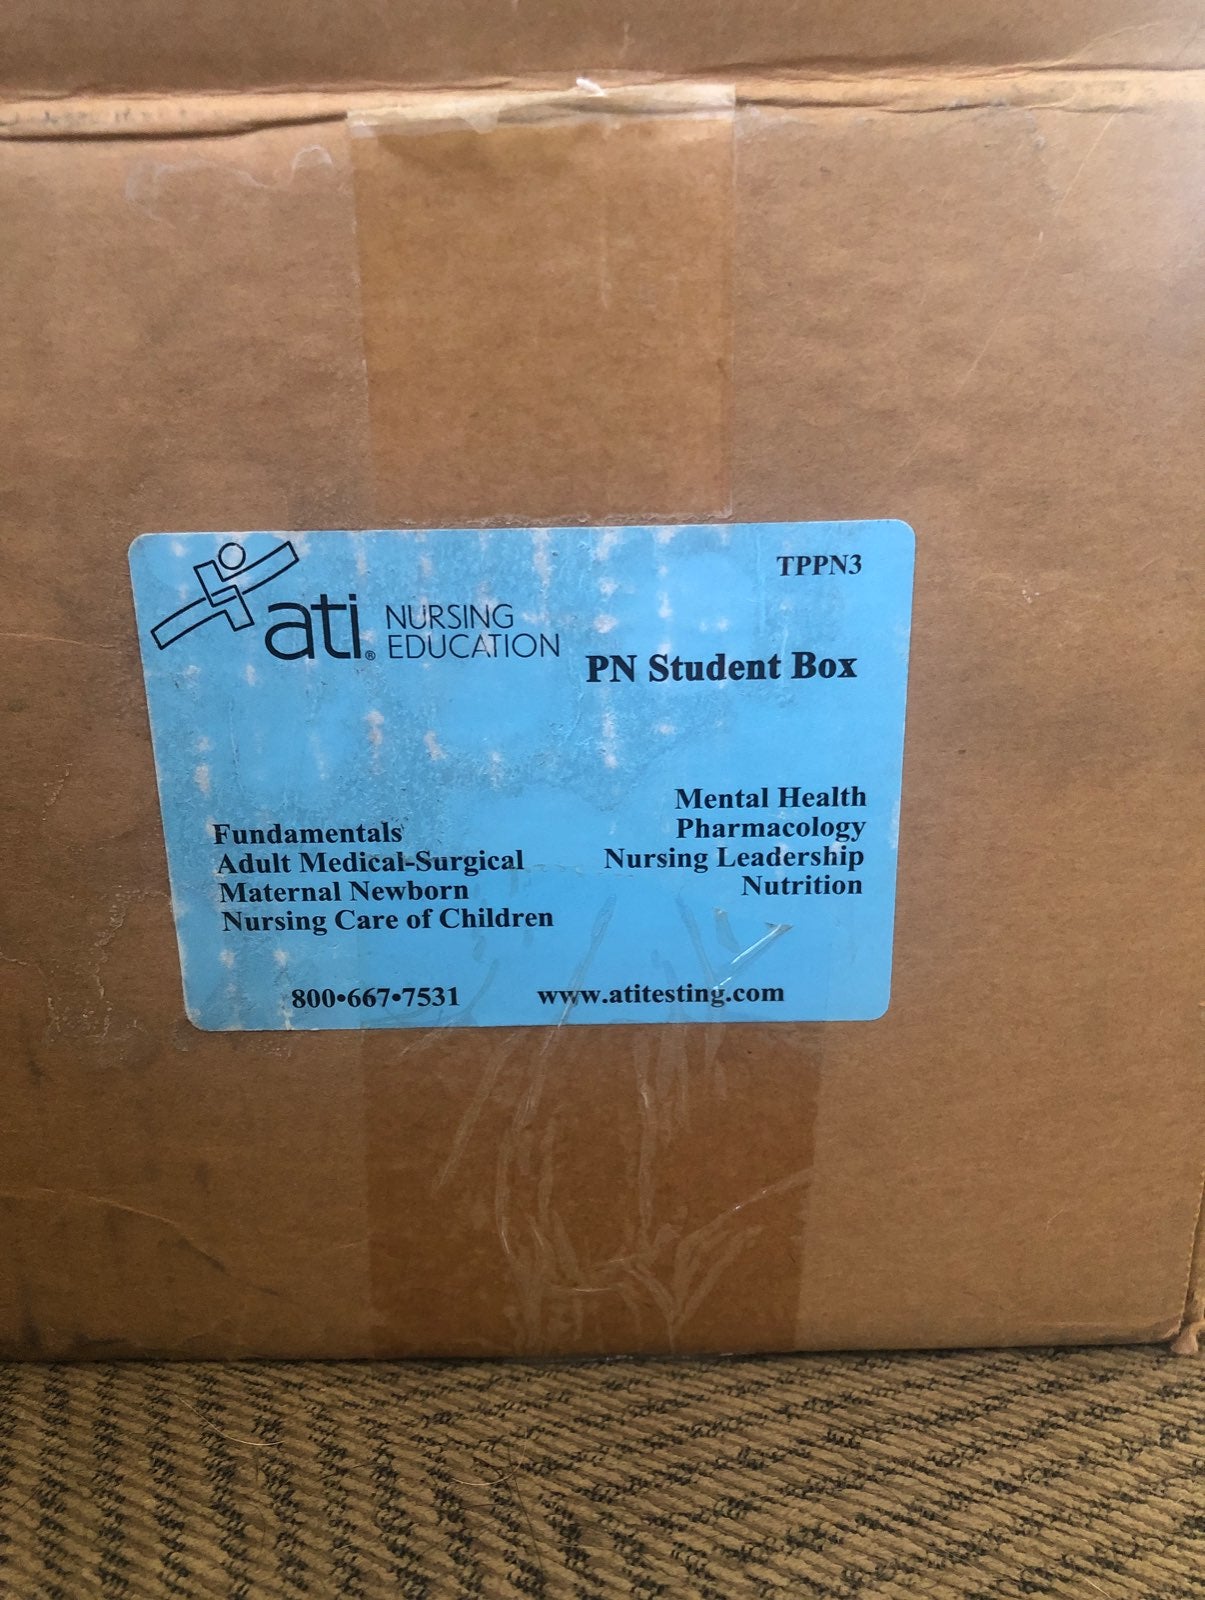 TPPN3
ati® NURSING
EDUCATION
PN Student Box
Fundamentals
Adult Medical-Surgical
Maternal Newborn
Nursing Care of Children
Mental Health
Pharmacology
Nursing Leadership
Nutrition
800•667•7531
www.atitesting.com